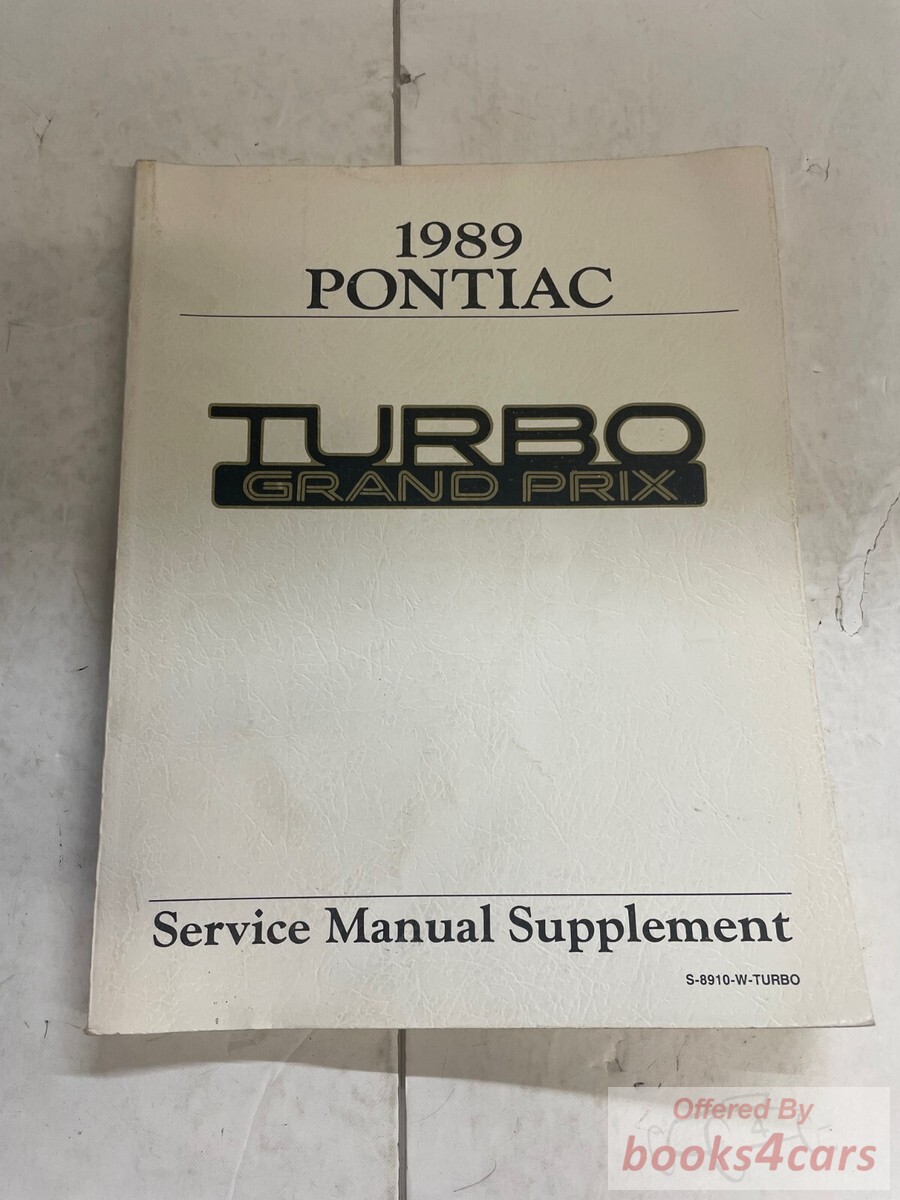 1989
PONTIAC
TURBO
GRAND PRIX
Service Manual Supplement
S-8910-W-TURBO
Offered By
books4cars